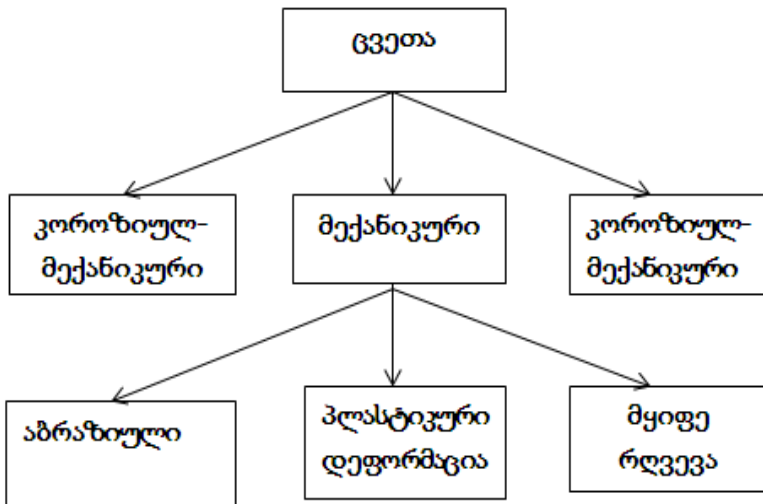 ცვეთა
კოროზიულ-
მექანიკური
მექანიკური
კოროზიულ-
მექანიკური
აბრაზიული
პლასტიკური
დეფორმაცია
მყიფე
რღვევა